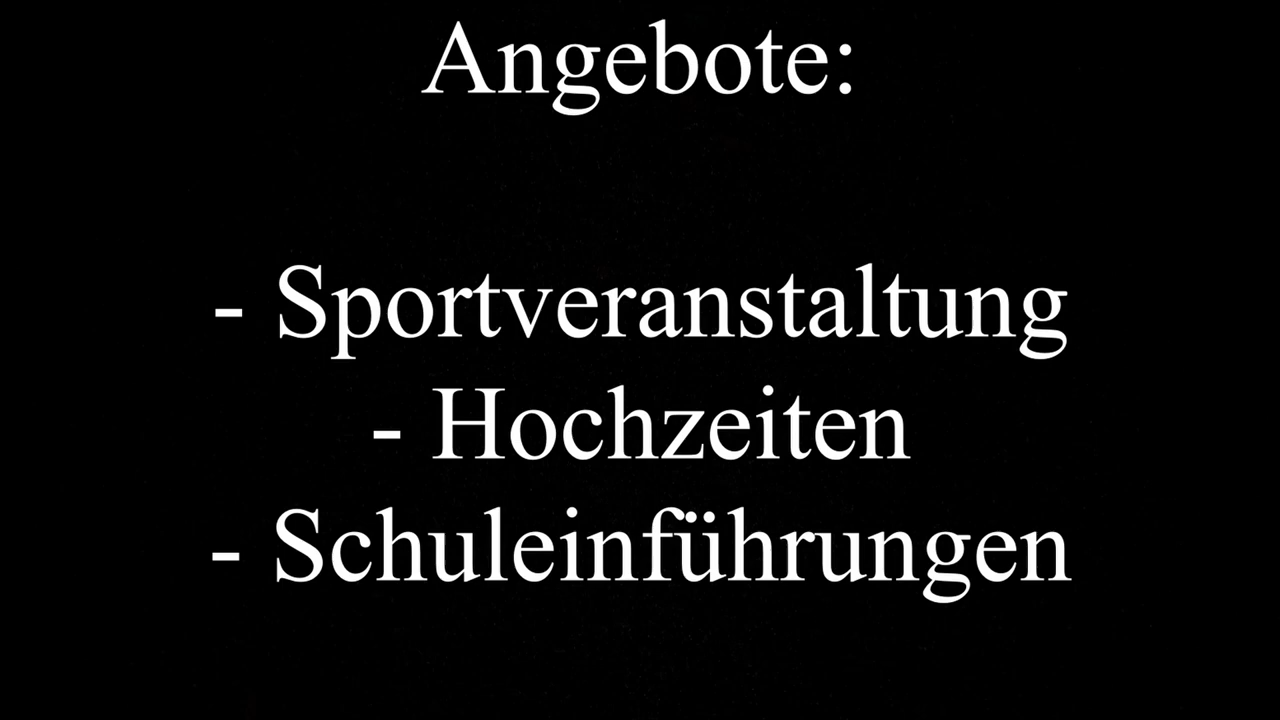 Angebote:
- Sportveranstaltung
- Hochzeiten
- Schuleinführungen